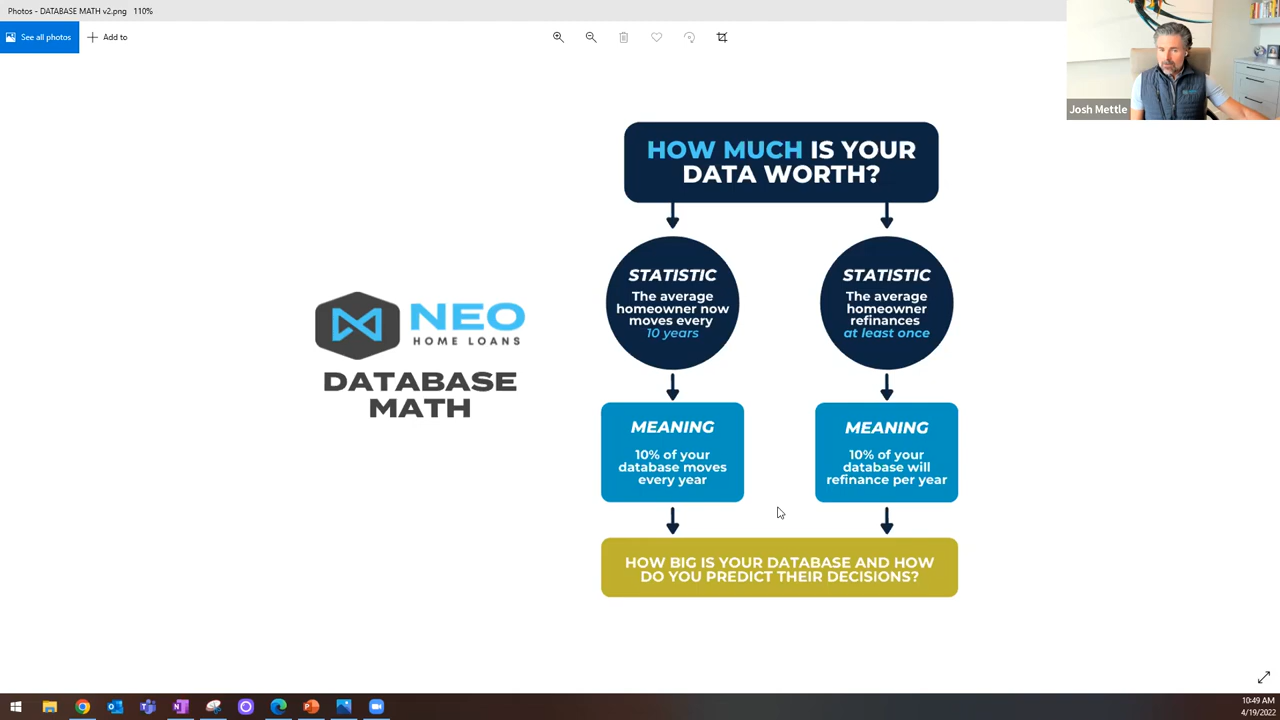 Photos - DATABASE MATH v2.png 110%
See all photos
Add to
Josh Mettle
HOW MUCH IS YOUR
DATA WORTH?
STATISTIC
The average
homeowner now
moves every
10 years
STATISTIC
The average
homeowner
refinances
at least once
NEO
HOME LOANS
DATABASE
MATH
MEANING
10% of your
database moves
every year
MEANING
10% of your
database will
refinance per year
HOW BIG IS YOUR DATABASE AND HOW
DO YOU PREDICT THEIR DECISIONS?
10:49 AM
4/19/2022